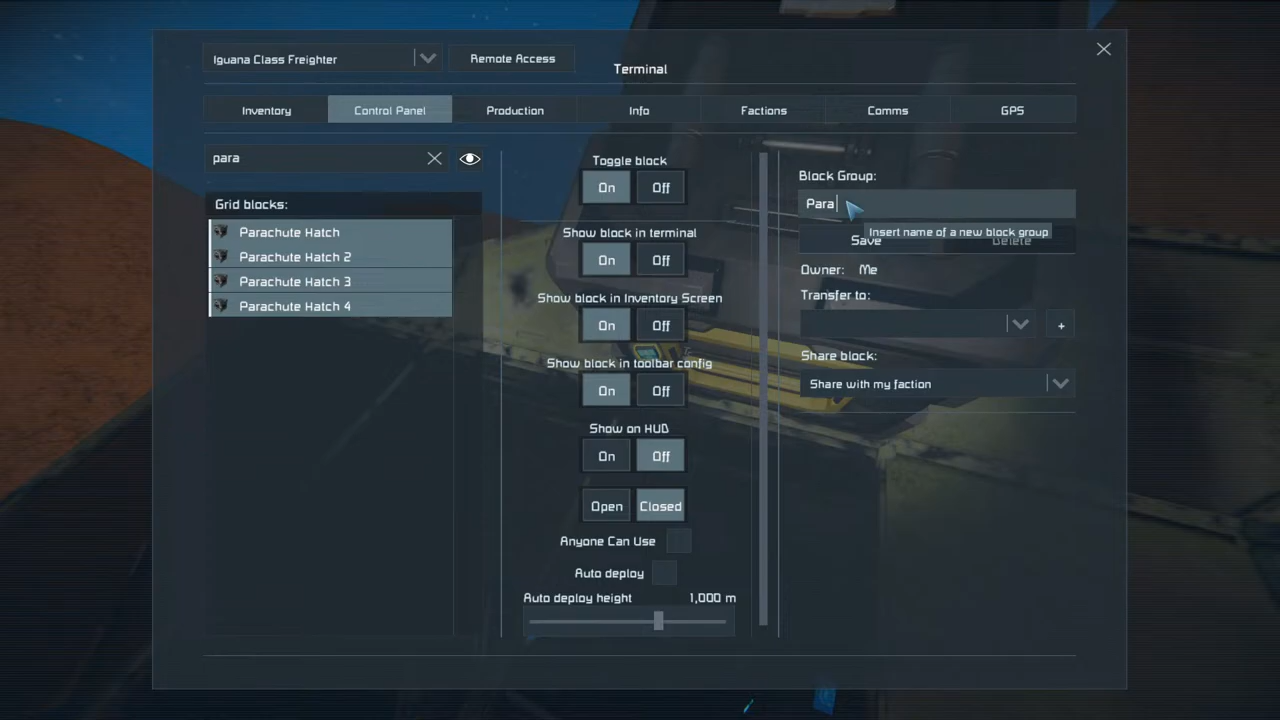 Iguana Class Freighter
Remote Access
Terminal
Inventory
Control Panel
Production
Info
Factions
Comms
GPS
para
Grid blocks:
Parachute Hatch
Parachute Hatch 2
Parachute Hatch 3
Parachute Hatch 4
Toggle block
On Off
Show block in terminal
On Off
Show block in Inventory Screen
On Off
Show block in toolbar config
On Off
Show on HUD
On Off
Open Closed
Anyone Can Use
Auto deploy
Auto deploy height 1,000 m
Block Group:
Para
Insert name of a new block group
Save Delete
Owner: Me
Transfer to:
+
Share block:
Share with my faction